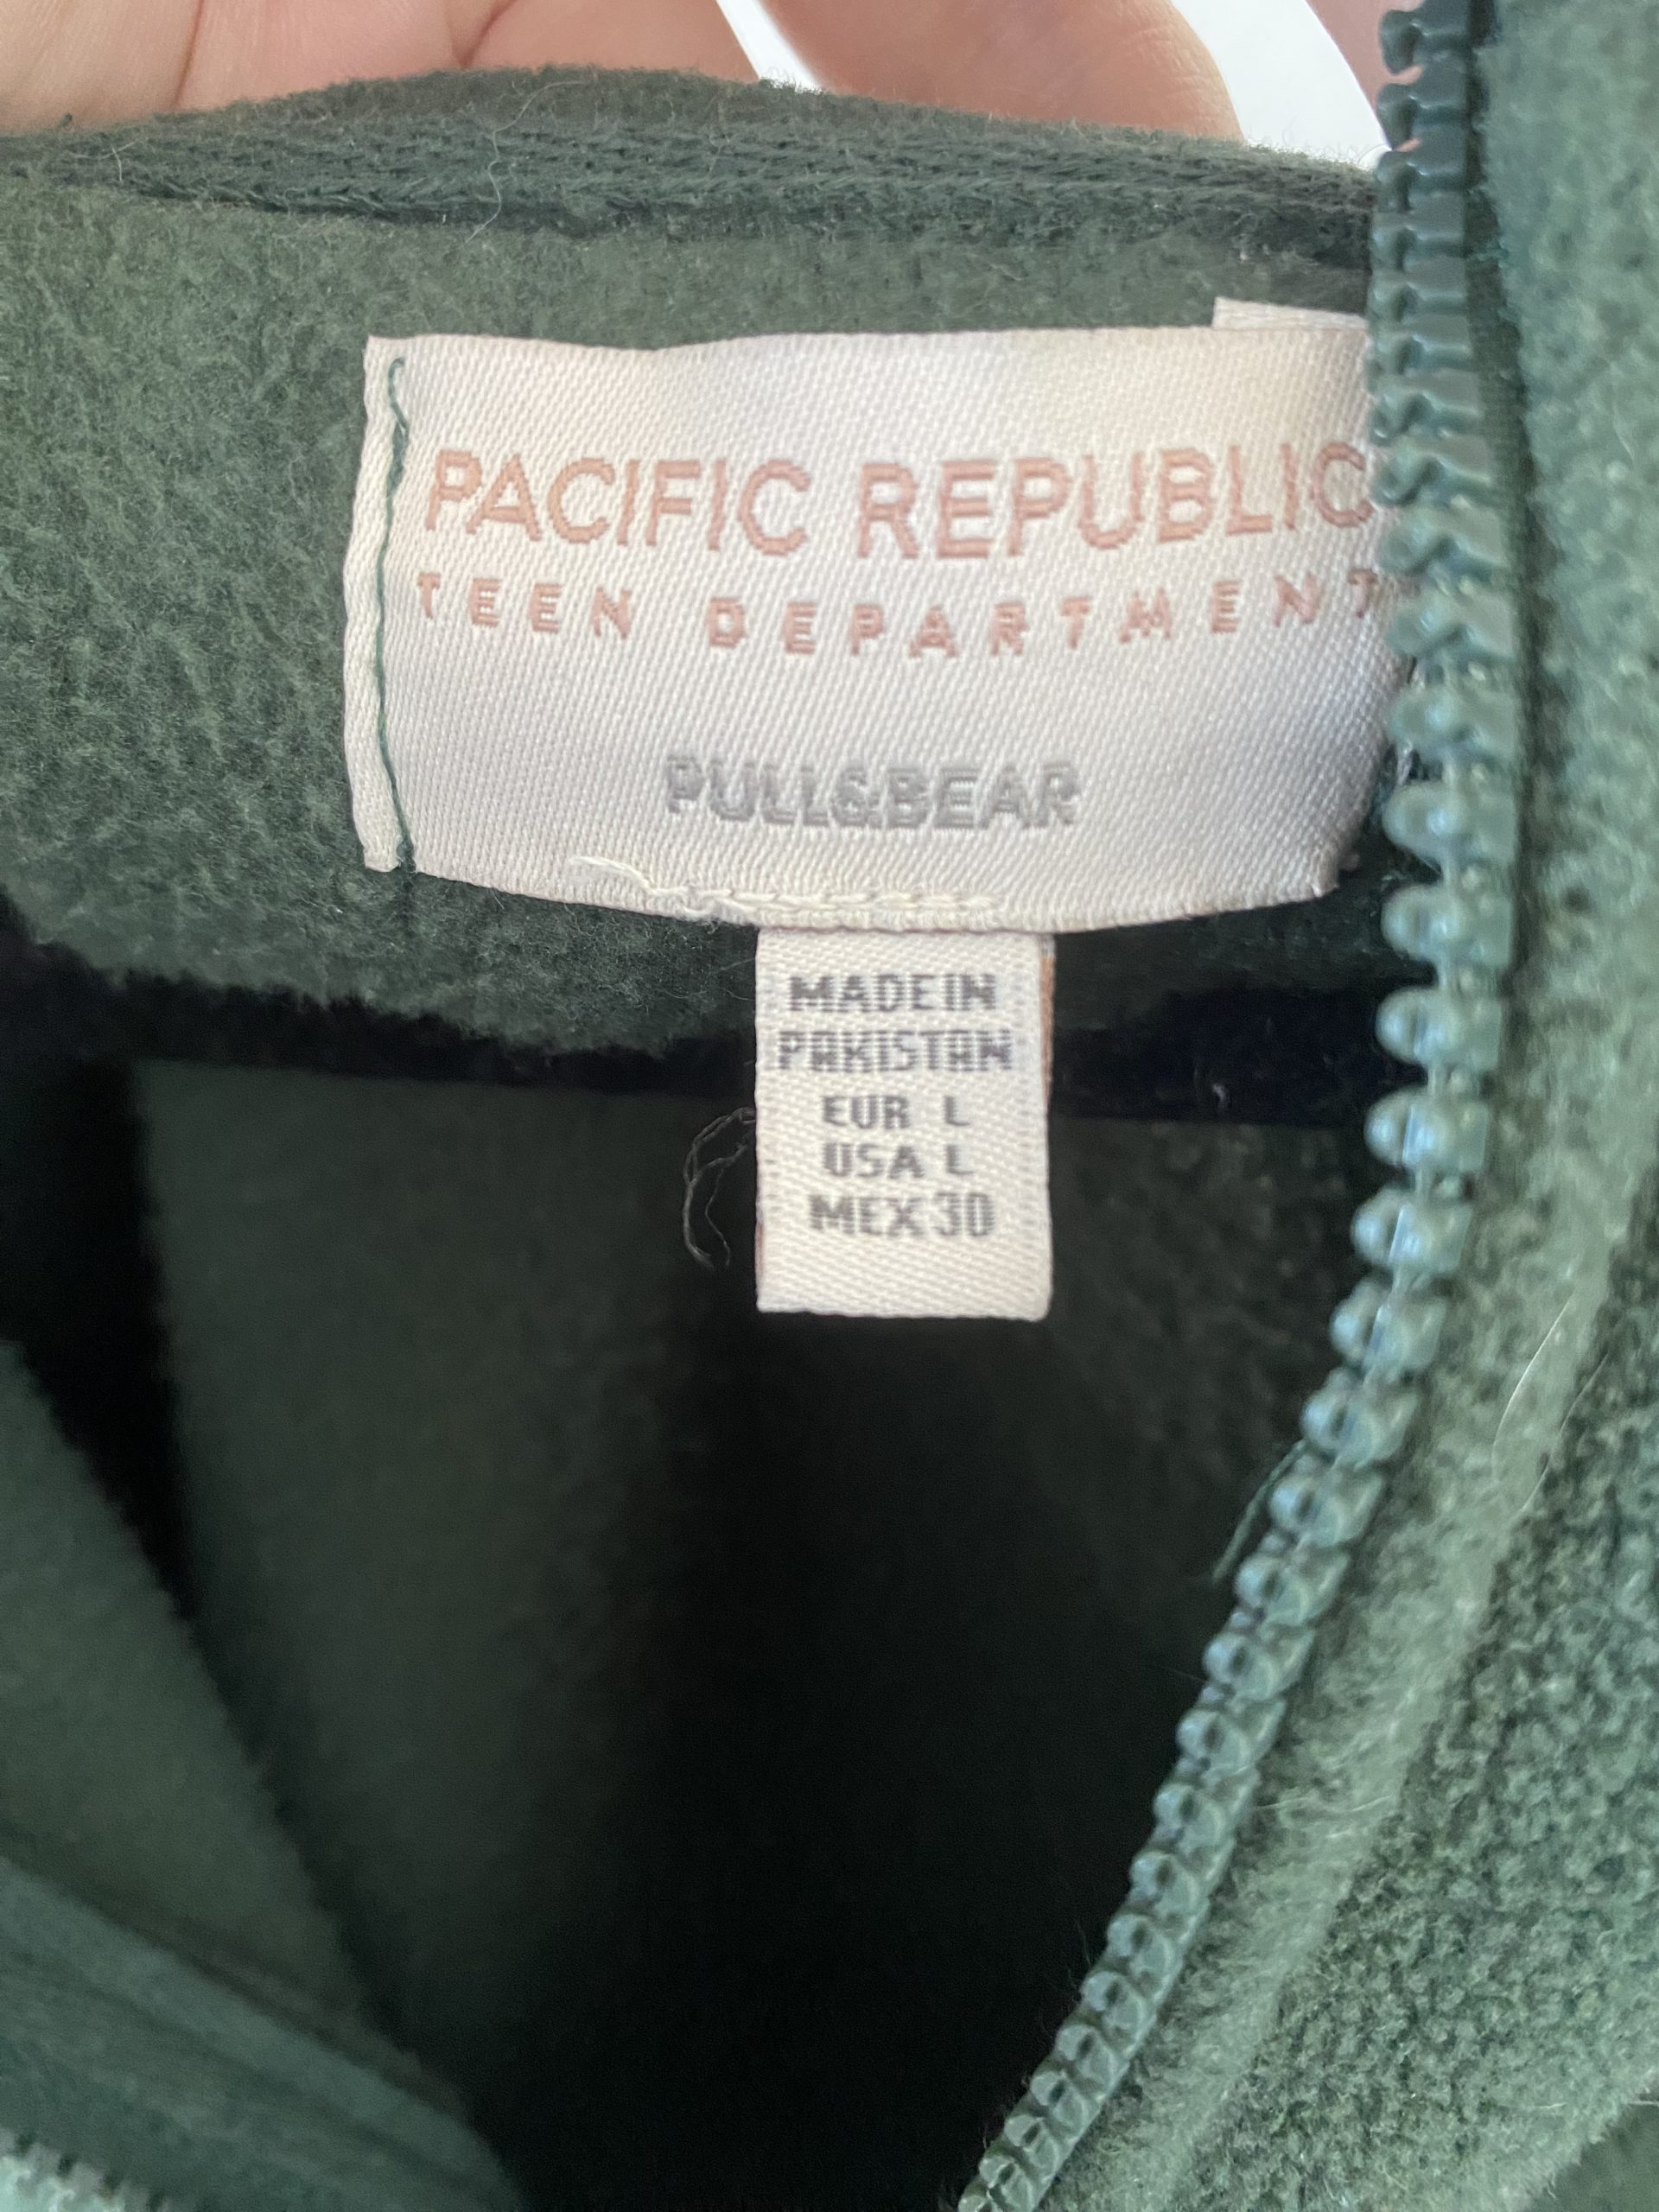 PACIFIC REPUBLIC
TEEN DEPARTMENT
PULL&BEAR
MADE IN
PAKISTAN
EUR L
USA L
MEX 30